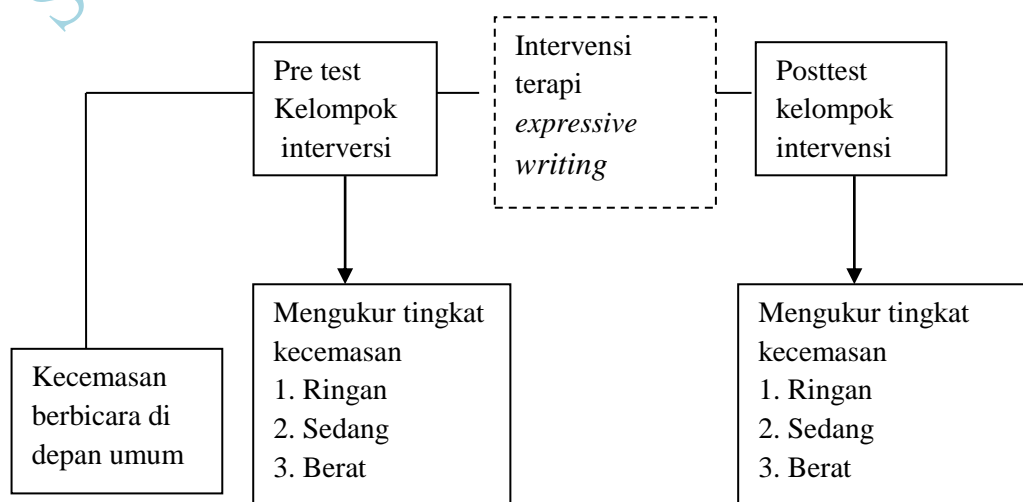 Pre test
Kelompok
interversi
Intervensi
terapi
expressive
writing
Posttest
kelompok
intervensi
Kecemasan
berbicara di
depan umum
Mengukur tingkat
kecemasan
1. Ringan
2. Sedang
3. Berat
Mengukur tingkat
kecemasan
1. Ringan
2. Sedang
3. Berat